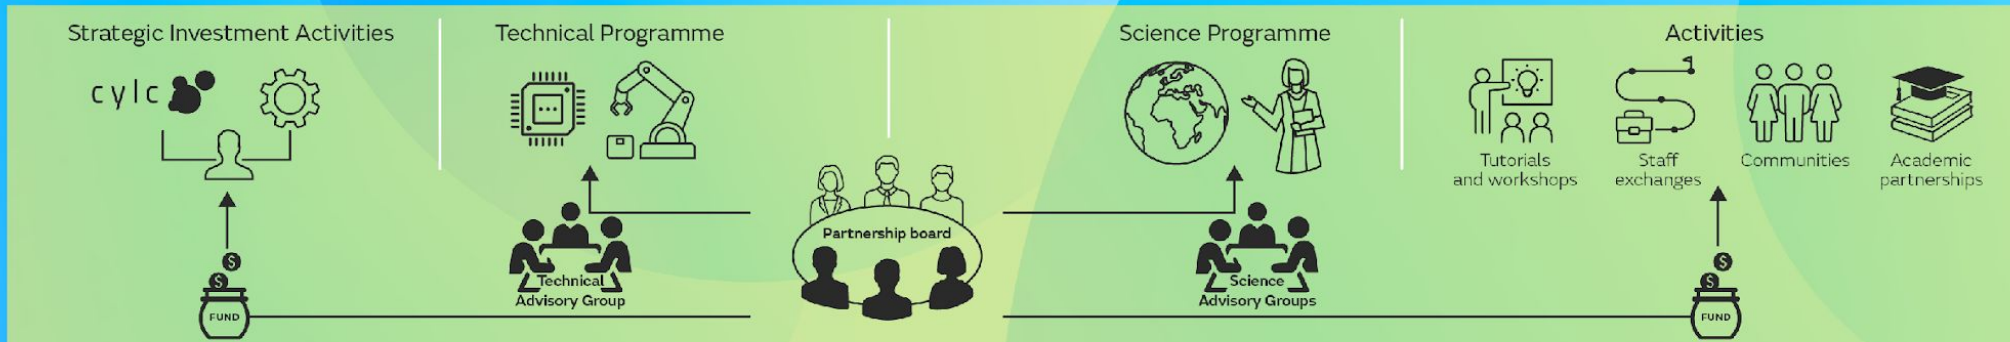 Strategic Investment Activities
Technical Programme
Science Programme
Activities
cylc
Tutorials
and workshops
Staff
exchanges
Communities
Academic
partnerships
Partnership board
Technical
Advisory Group
Science
Advisory Groups
$
$
FUND
$
$
FUND